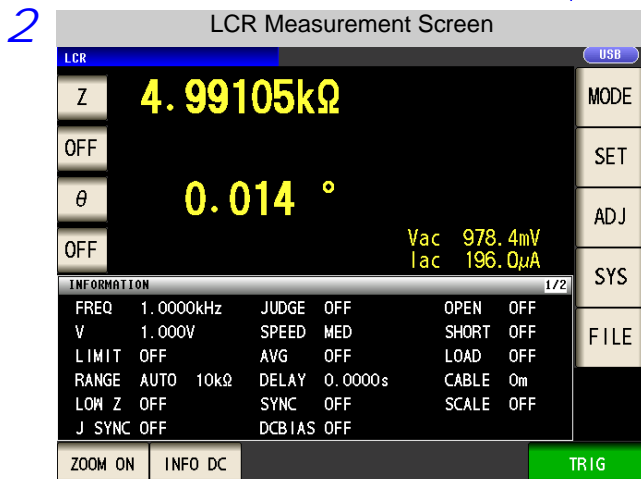 2
LCR Measurement Screen
LCR
USB
Z
4.99105kΩ
MODE
OFF
SET
θ
0.014 °
ADJ
OFF
Vac 978.4mV
Iac 196.0μA
SYS
INFORMATION 1/2
FREQ 1.0000kHz JUDGE OFF OPEN OFF
V 1.000V SPEED MED SHORT OFF
FILE
LIMIT OFF AVG OFF LOAD OFF
RANGE AUTO 10kΩ DELAY 0.0000s CABLE 0m
LOW Z OFF SYNC OFF SCALE OFF
J SYNC OFF DCBIAS OFF
ZOOM ON INFO DC TRIG